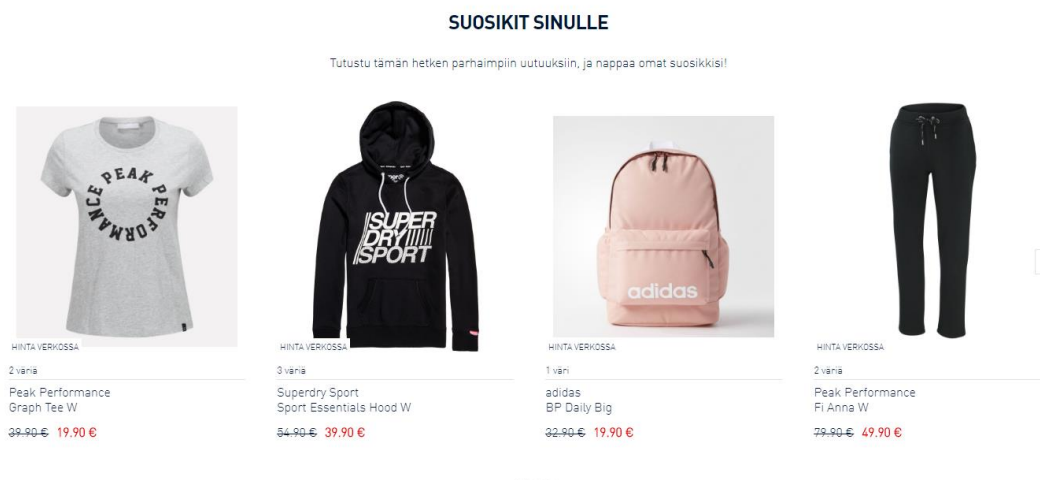 SUOSIKIT SINULLE
Tutustu tämän hetken parhaimpiin uutuuksiin, ja nappaa omat suosikkisi!
PEAK PERFORMANCE
SUPER
DRY
SPORT
adidas
HINTA VERKOSSA
HINTA VERKOSSA
HINTA VERKOSSA
HINTA VERKOSSA
2 väriä
3 väriä
1 väri
2 väriä
Peak Performance
Graph Tee W
39.90 € 19.90 €
Superdry Sport
Sport Essentials Hood W
54.90 € 39.90 €
adidas
BP Daily Big
32.90 € 19.90 €
Peak Performance
Fi Anna W
79.90 € 49.90 €